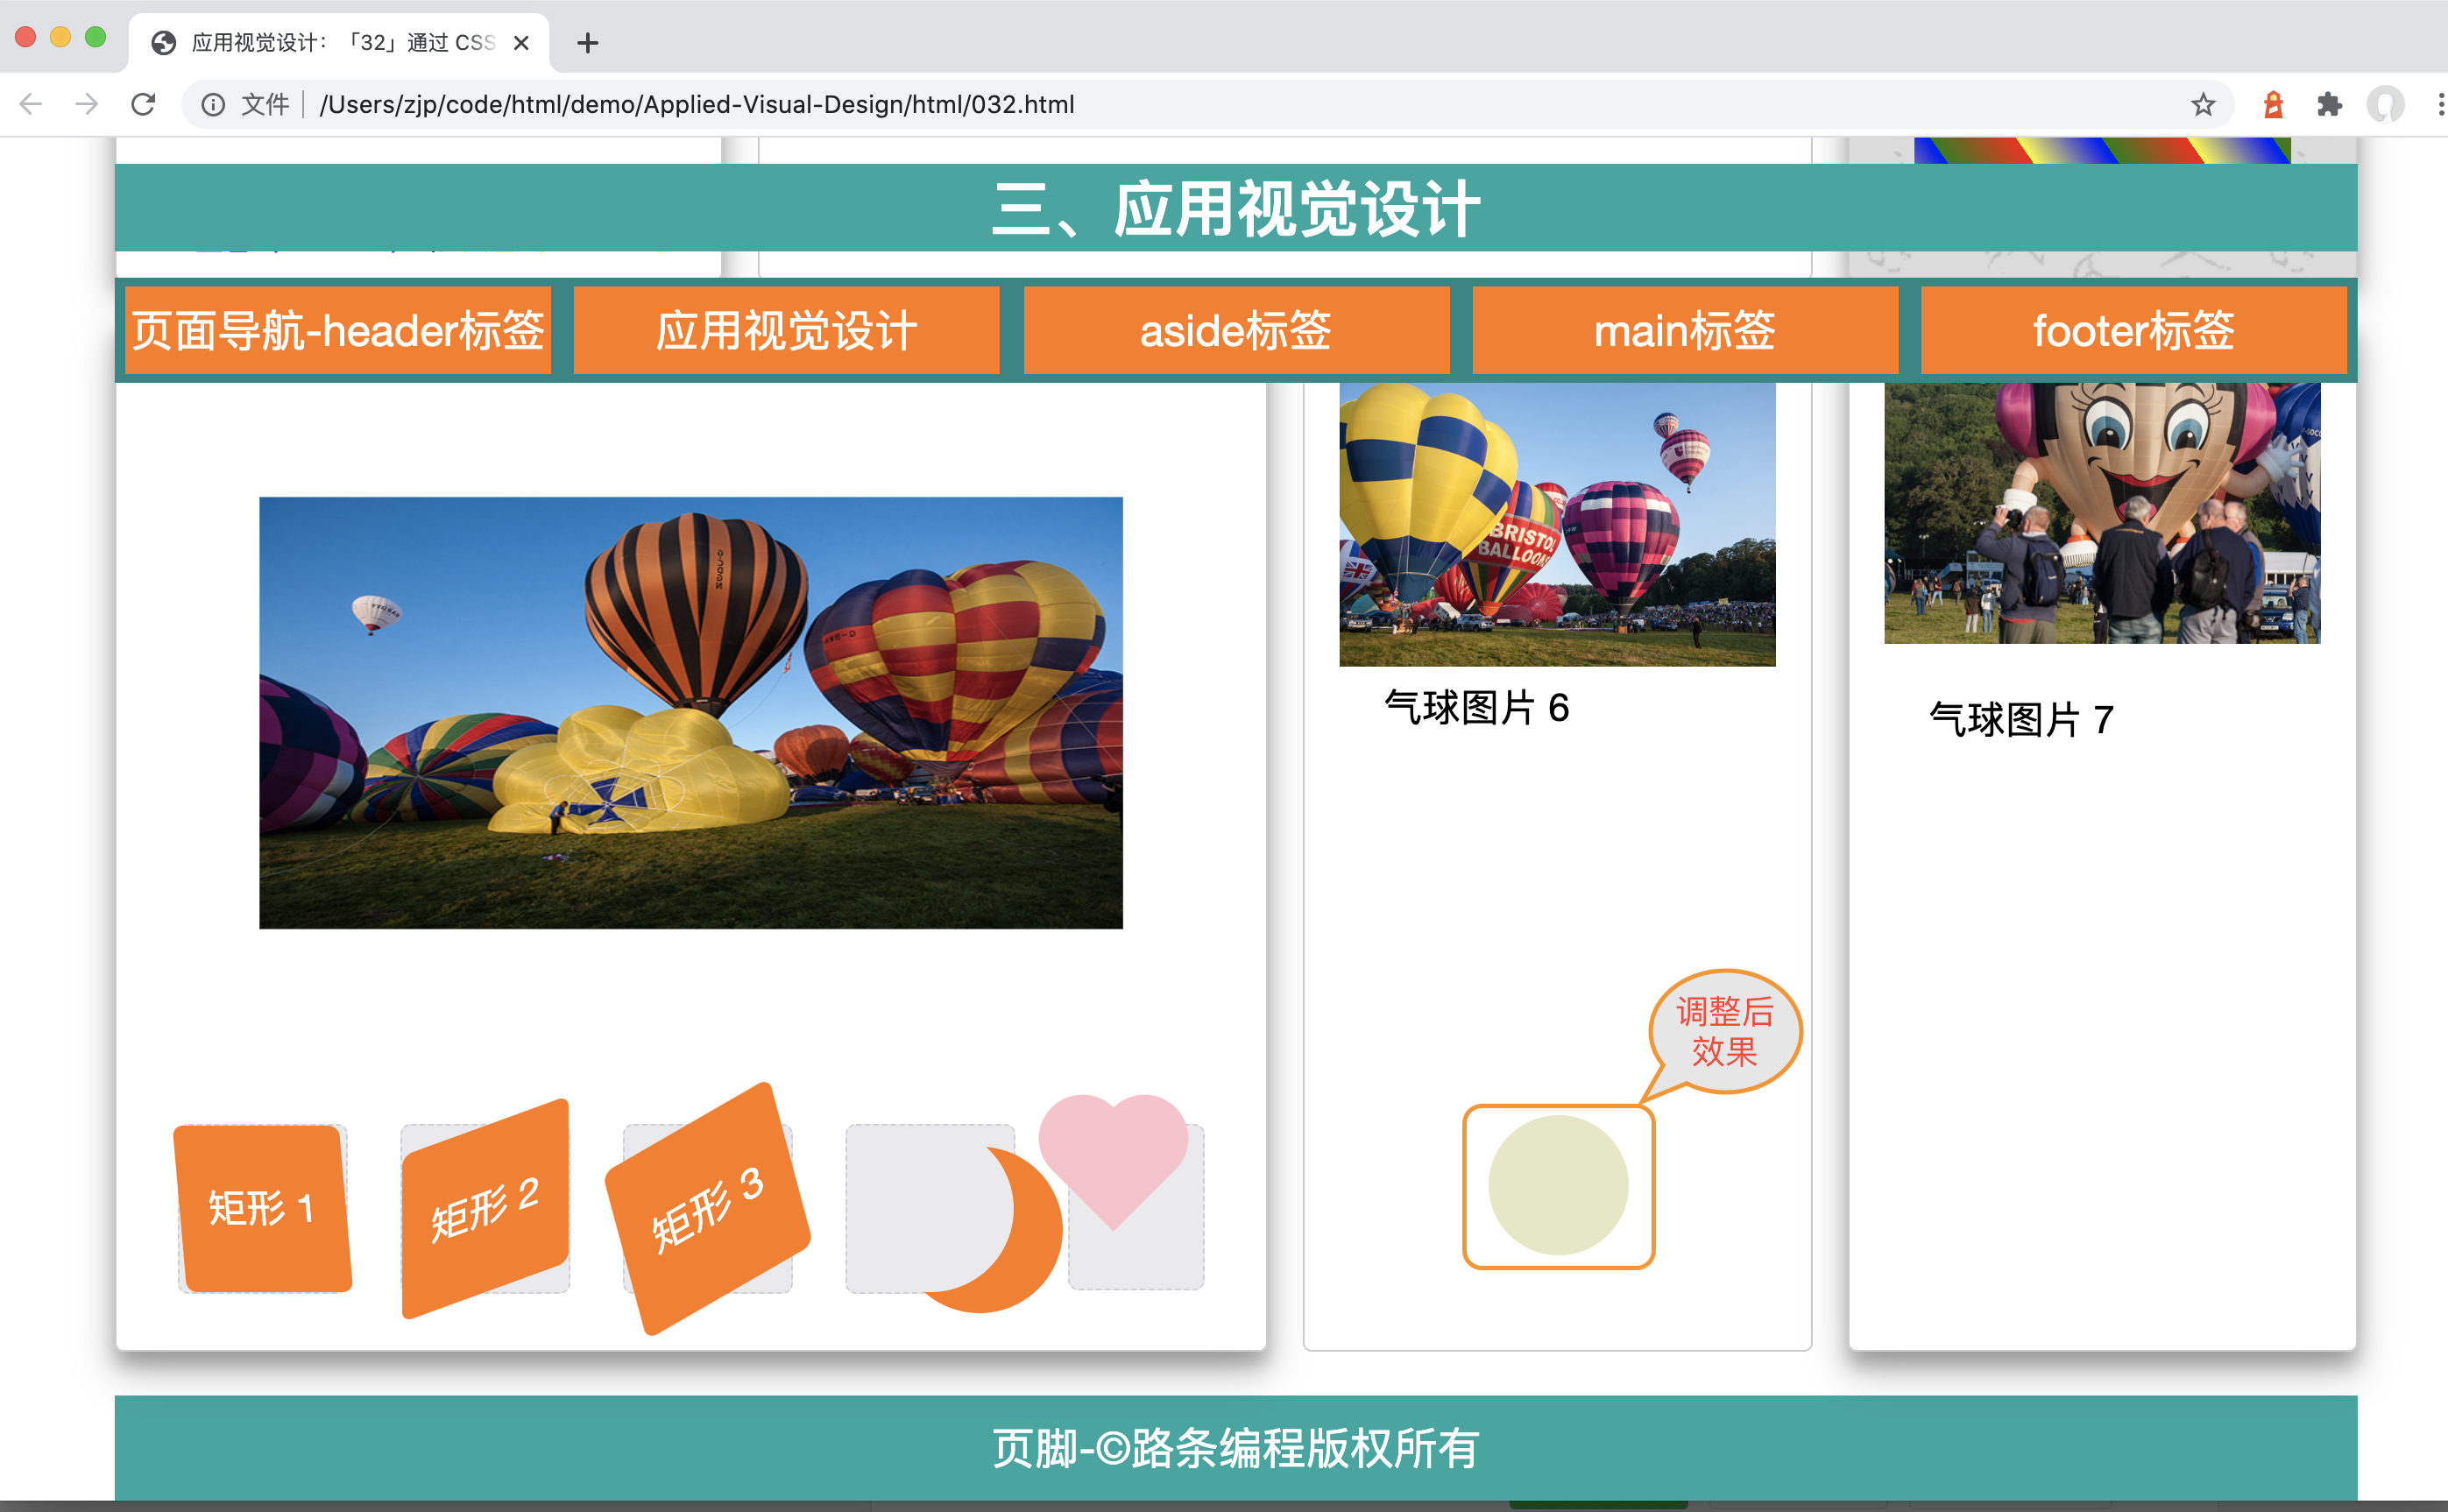 应用视觉设计：「32」通过 CSS
文件
/Users/zjp/code/html/demo/Applied-Visual-Design/html/032.html
三、应用视觉设计
页面导航-header标签
应用视觉设计
aside标签
main标签
footer标签
BRISTOL
BALLOON
气球图片 6
气球图片 7
调整后
效果
矩形 1
矩形 2
矩形 3
页脚-©路条编程版权所有